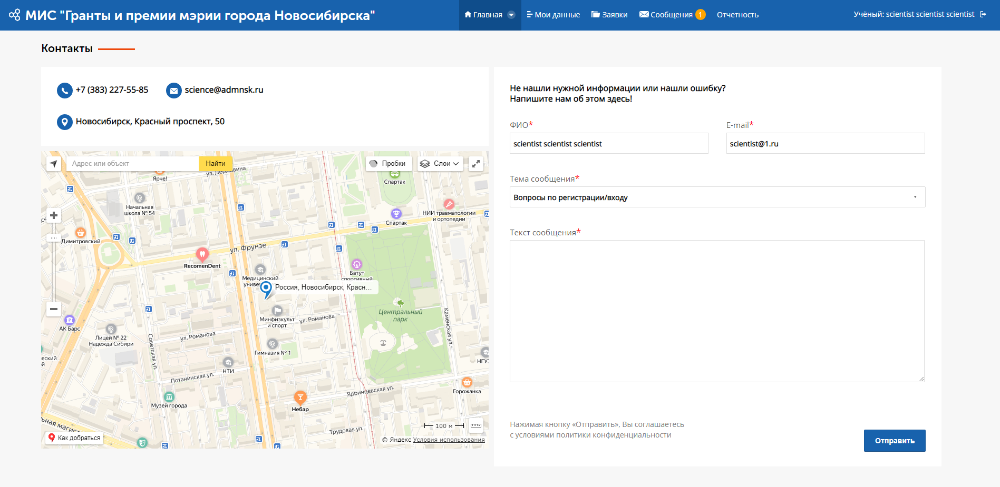 МИС "Гранты и премии мэрии города Новосибирска"
Главная
Мои данные
Заявки
Сообщения 1
Отчетность
Учёный: scientist scientist scientist
Контакты
+7 (383) 227-55-85
science@admnsk.ru
Новосибирск, Красный проспект, 50
Адрес или объект
Найти
Пробки
Слои
ул. Державина
Ярче!
Спартак
Начальная
школа № 54
НИИ травматологии
и ортопедии
Спартак
Димитровский
ул. Фрунзе
RecomenDent
Батут
спортивный
Медицинский
универ
Россия, Новосибирск, Красн...
Центральный
парк
Минфизкульт
и спорт
ул. Романова
Каменская ул.
АК Барс
Лицей № 22
Надежда Сибири
ул. Романова
Советская ул.
Гимназия № 1
еский
й
НГУЭ
НТИ
Потанинская ул.
Ядринцевская ул.
Горожанка
Музей города
Небар
ьная магис
100 м
Трудовая ул.
Как добраться
© Яндекс Условия использования
Не нашли нужной информации или нашли ошибку?
Напишите нам об этом здесь!
ФИО*
E-mail*
scientist scientist scientist
scientist@1.ru
Тема сообщения*
Вопросы по регистрации/входу
Текст сообщения*
Нажимая кнопку «Отправить», Вы соглашаетесь
с условиями политики конфиденциальности
Отправить